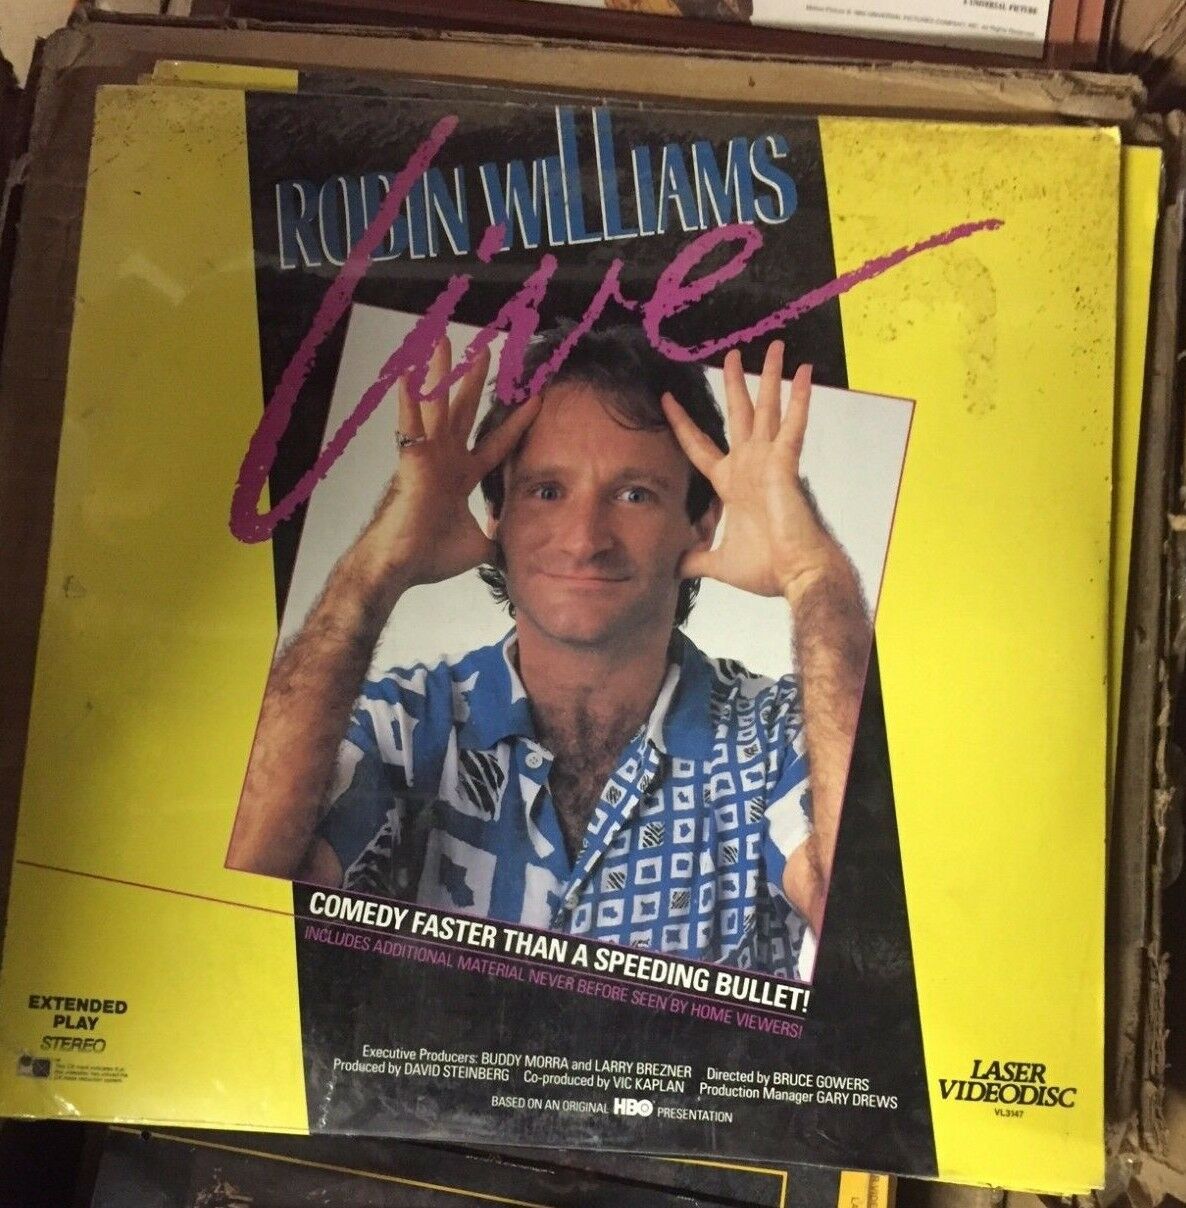 A UNIVERSAL PICTURE
ROBIN WILLIAMS
Live
COMEDY FASTER THAN A SPEEDING BULLET!
INCLUDES ADDITIONAL MATERIAL NEVER BEFORE SEEN BY HOME VIEWERS!
EXTENDED
PLAY
STEREO
Executive Producers: BUDDY MORRA and LARRY BREZNER Directed by BRUCE GOWERS
Produced by DAVID STEINBERG Co-produced by VIC KAPLAN Production Manager GARY DREWS
BASED ON AN ORIGINAL HBO PRESENTATION
LASER
VIDEODISC
VL3147